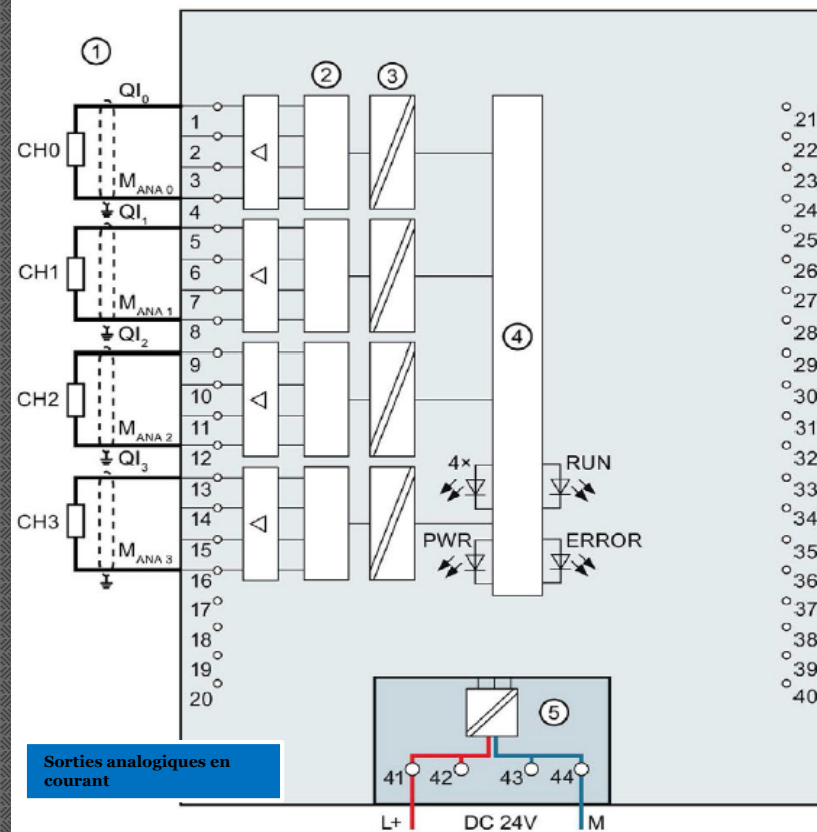 1
2
3
QI0
CH0
MANA 0
QI1
CH1
MANA 1
QI2
CH2
MANA 2
QI3
CH3
MANA 3
1
2
3
4
5
6
7
8
9
10
11
12
13
14
15
16
17
18
19
20
4
4×
RUN
PWR
ERROR
21
22
23
24
25
26
27
28
29
30
31
32
33
34
35
36
37
38
39
40
5
41 42 43 44
L+ DC 24V M
Sorties analogiques en
courant